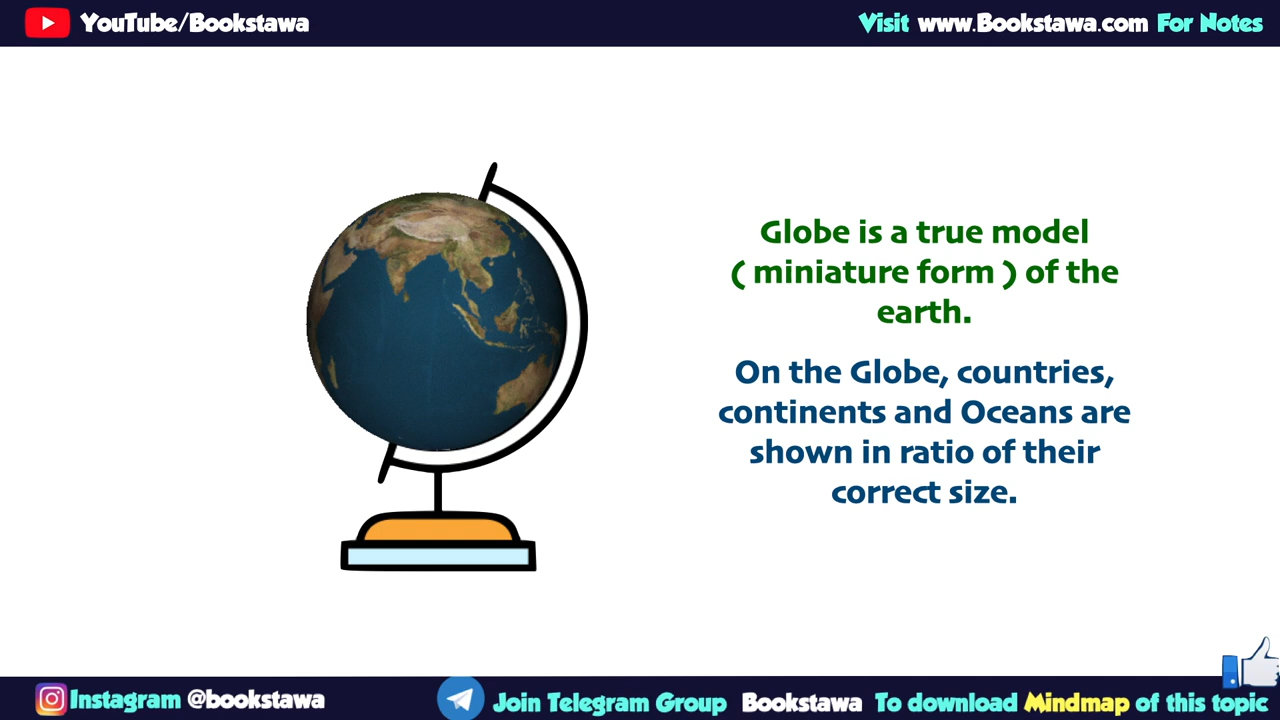 YouTube/Bookstawa
Visit www.Bookstawa.com For Notes
Globe is a true model
( miniature form ) of the
earth.
On the Globe, countries,
continents and Oceans are
shown in ratio of their
correct size.
Instagram @bookstawa
Join Telegram Group Bookstawa To download Mindmap of this topic